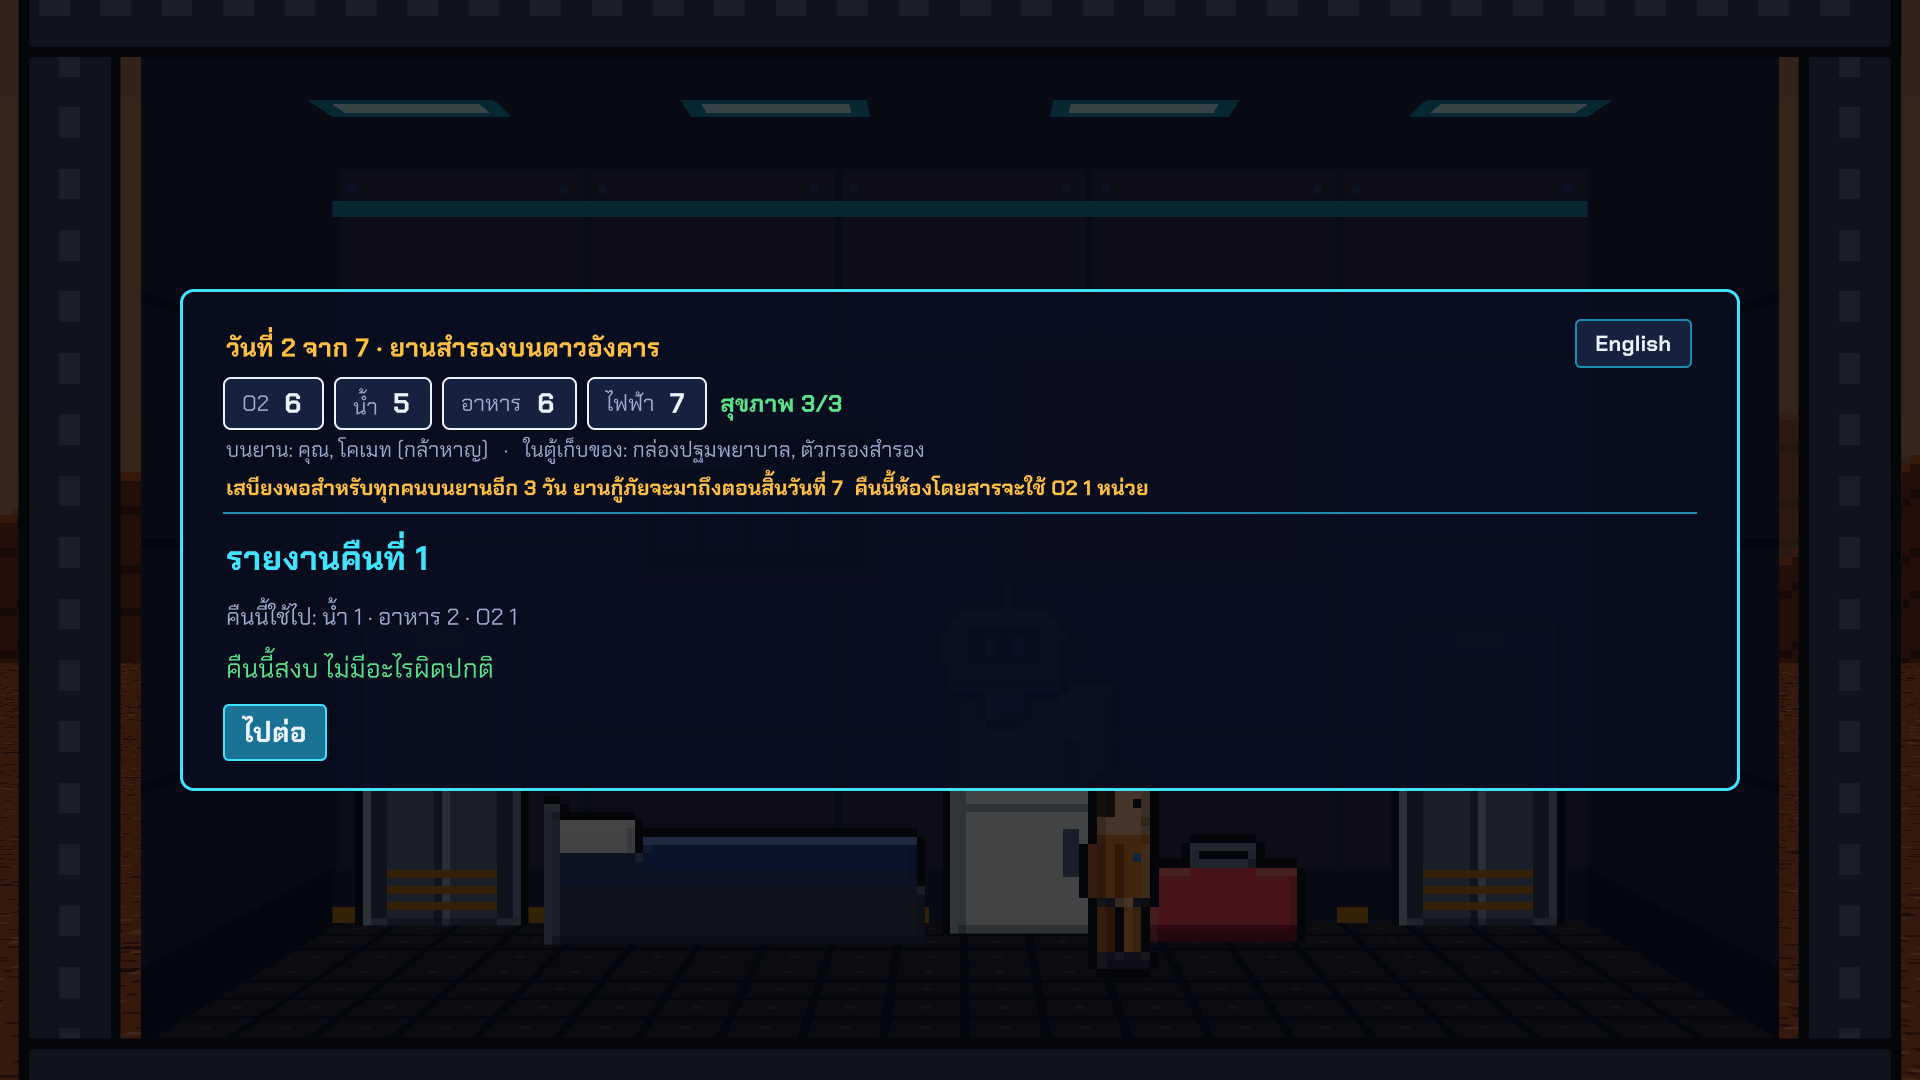 วันที่ 2 จาก 7 · ยานสำรองบนดาวอังคาร
English
O2 6 น้ำ 5 อาหาร 6 ไฟฟ้า 7 สุขภาพ 3/3
บนยาน: คุณ, โคเมท (กล้าหาญ) · ในตู้เก็บของ: กล่องปฐมพยาบาล, ตัวกรองสำรอง
เสบียงพอสำหรับทุกคนบนยานอีก 3 วัน ยานกู้ภัยจะมาถึงตอนสิ้นวันที่ 7 คืนนี้ห้องโดยสารจะใช้ O2 1 หน่วย
รายงานคืนที่ 1
คืนนี้ใช้ไป: น้ำ 1 · อาหาร 2 · O2 1
คืนนี้สงบ ไม่มีอะไรผิดปกติ
ไปต่อ